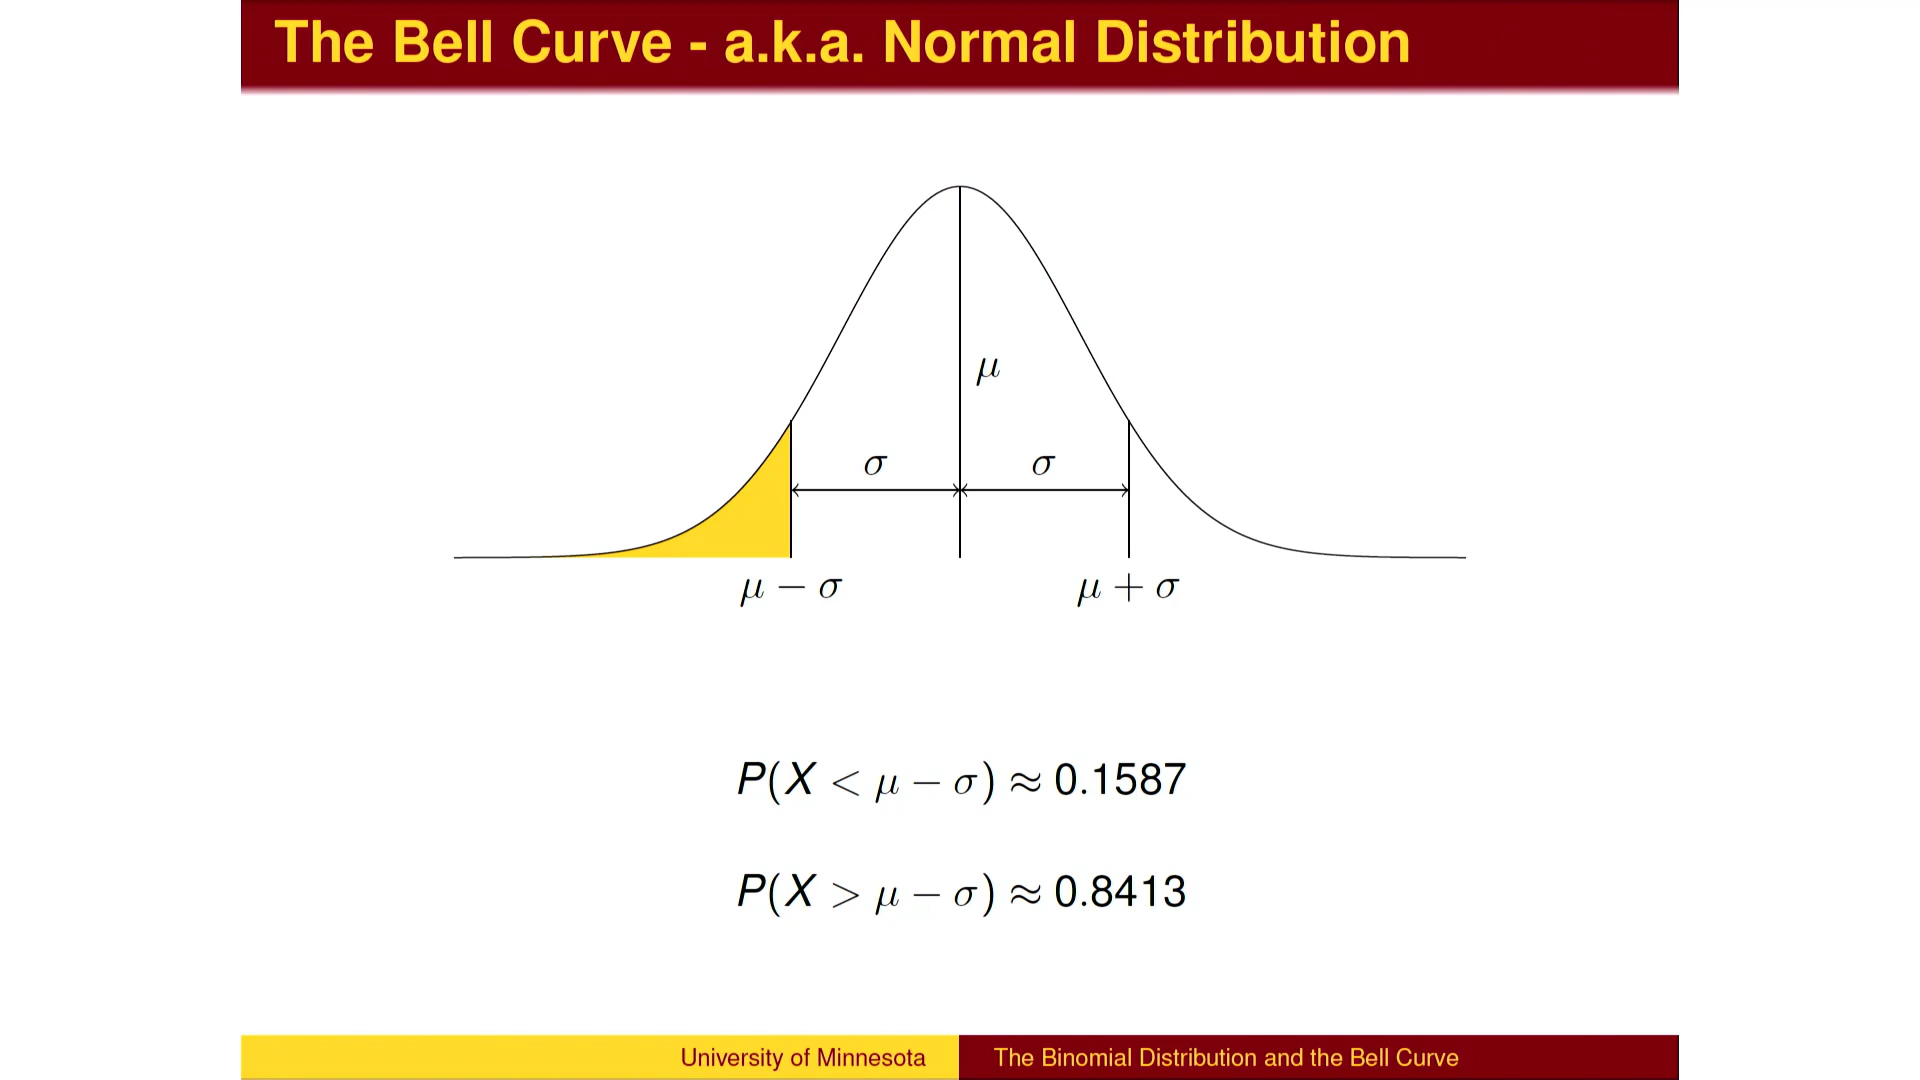 The Bell Curve - a.k.a. Normal Distribution
μ
σ σ
μ − σ μ + σ
P(X < μ − σ) ≈ 0.1587
P(X > μ − σ) ≈ 0.8413
University of Minnesota The Binomial Distribution and the Bell Curve